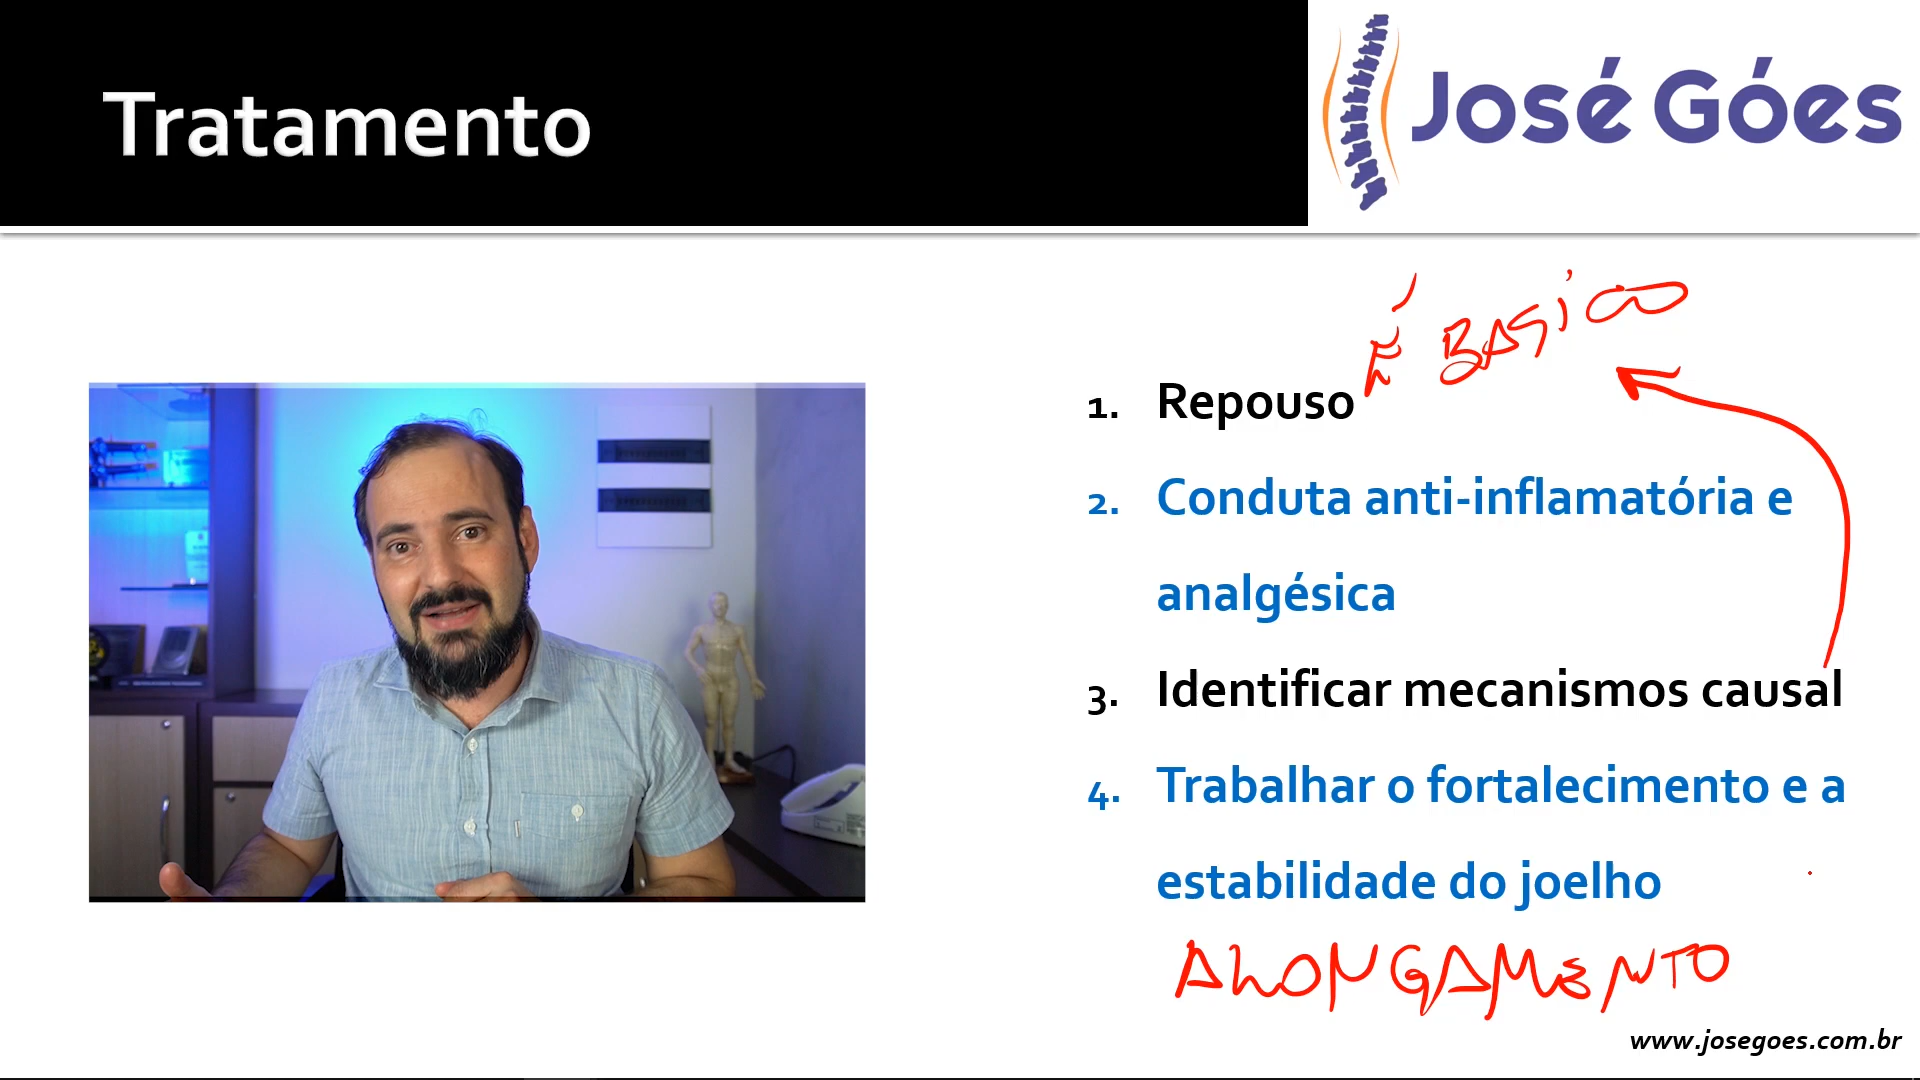 Tratamento
José Góes
É BASICO
1. Repouso
2. Conduta anti-inflamatória e
analgésica
3. Identificar mecanismos causal
4. Trabalhar o fortalecimento e a
estabilidade do joelho
ALONGAMENTO
www.josegoes.com.br